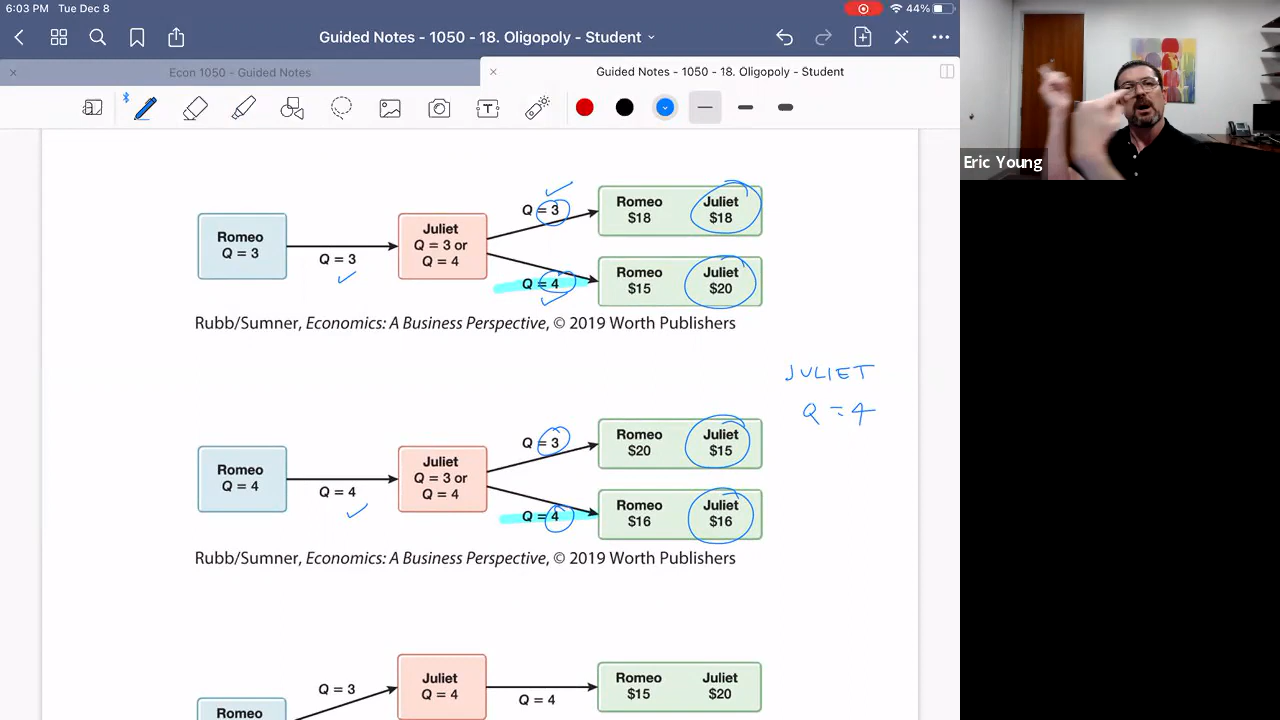 6:03 PM Tue Dec 8
44%
Guided Notes - 1050 - 18. Oligopoly - Student
Econ 1050 - Guided Notes
Guided Notes - 1050 - 18. Oligopoly - Student
Eric Young
Romeo
Q = 3
Q = 3
Juliet
Q = 3 or
Q = 4
Q = 3
Romeo Juliet
$18 $18
Q = 4
Romeo Juliet
$15 $20
Rubb/Sumner, Economics: A Business Perspective, © 2019 Worth Publishers
JULIET
Q = 4
Romeo
Q = 4
Q = 4
Juliet
Q = 3 or
Q = 4
Q = 3
Romeo Juliet
$20 $15
Q = 4
Romeo Juliet
$16 $16
Rubb/Sumner, Economics: A Business Perspective, © 2019 Worth Publishers
Romeo
Q = 3
Juliet
Q = 4
Q = 4
Romeo Juliet
$15 $20